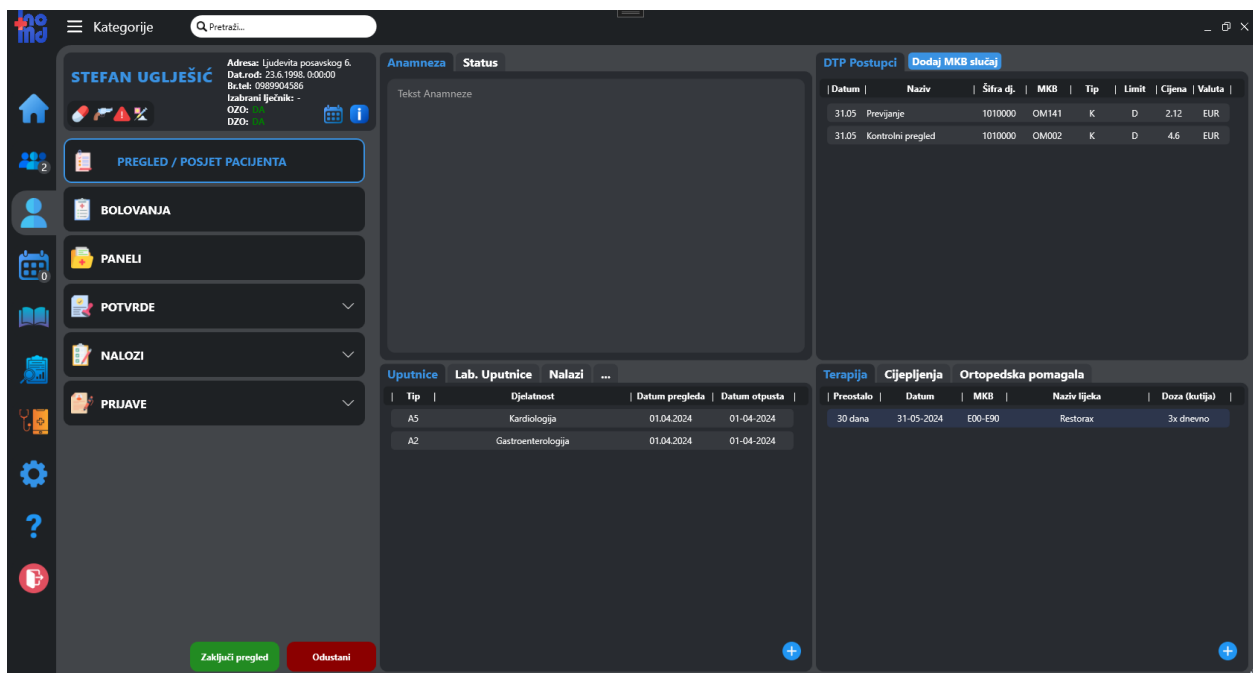 Ino
md
Kategorije
Pretraži...
STEFAN UGLJEŠIĆ
Adresa: Ljudevita posavskog 6.
Dat.rod: 23.6.1998. 0:00:00
Br.tel: 0989904586
Izabrani lječnik: -
OZO: DA
DZO: DA
PREGLED / POSJET PACIJENTA
BOLOVANJA
PANELI
POTVRDE
NALOZI
PRIJAVE
2
0
Zaključi pregled
Odustani
Anamneza Status
Tekst Anamneze
DTP Postupci Dodaj MKB slučaj
| Datum | Naziv | Šifra dj. | MKB | Tip | Limit | Cijena | Valuta |
31.05 Previjanje 1010000 OM141 K D 2.12 EUR
31.05 Kontrolni pregled 1010000 OM002 K D 4.6 EUR
Uputnice Lab. Uputnice Nalazi ...
| Tip | Djelatnost | Datum pregleda | Datum otpusta |
A5 Kardiologija 01.04.2024 01-04-2024
A2 Gastroenterologija 01.04.2024 01-04-2024
Terapija Cijepljenja Ortopedska pomagala
| Preostalo | Datum | MKB | Naziv lijeka | Doza (kutija) |
30 dana 31-05-2024 E00-E90 Restorax 3x dnevno